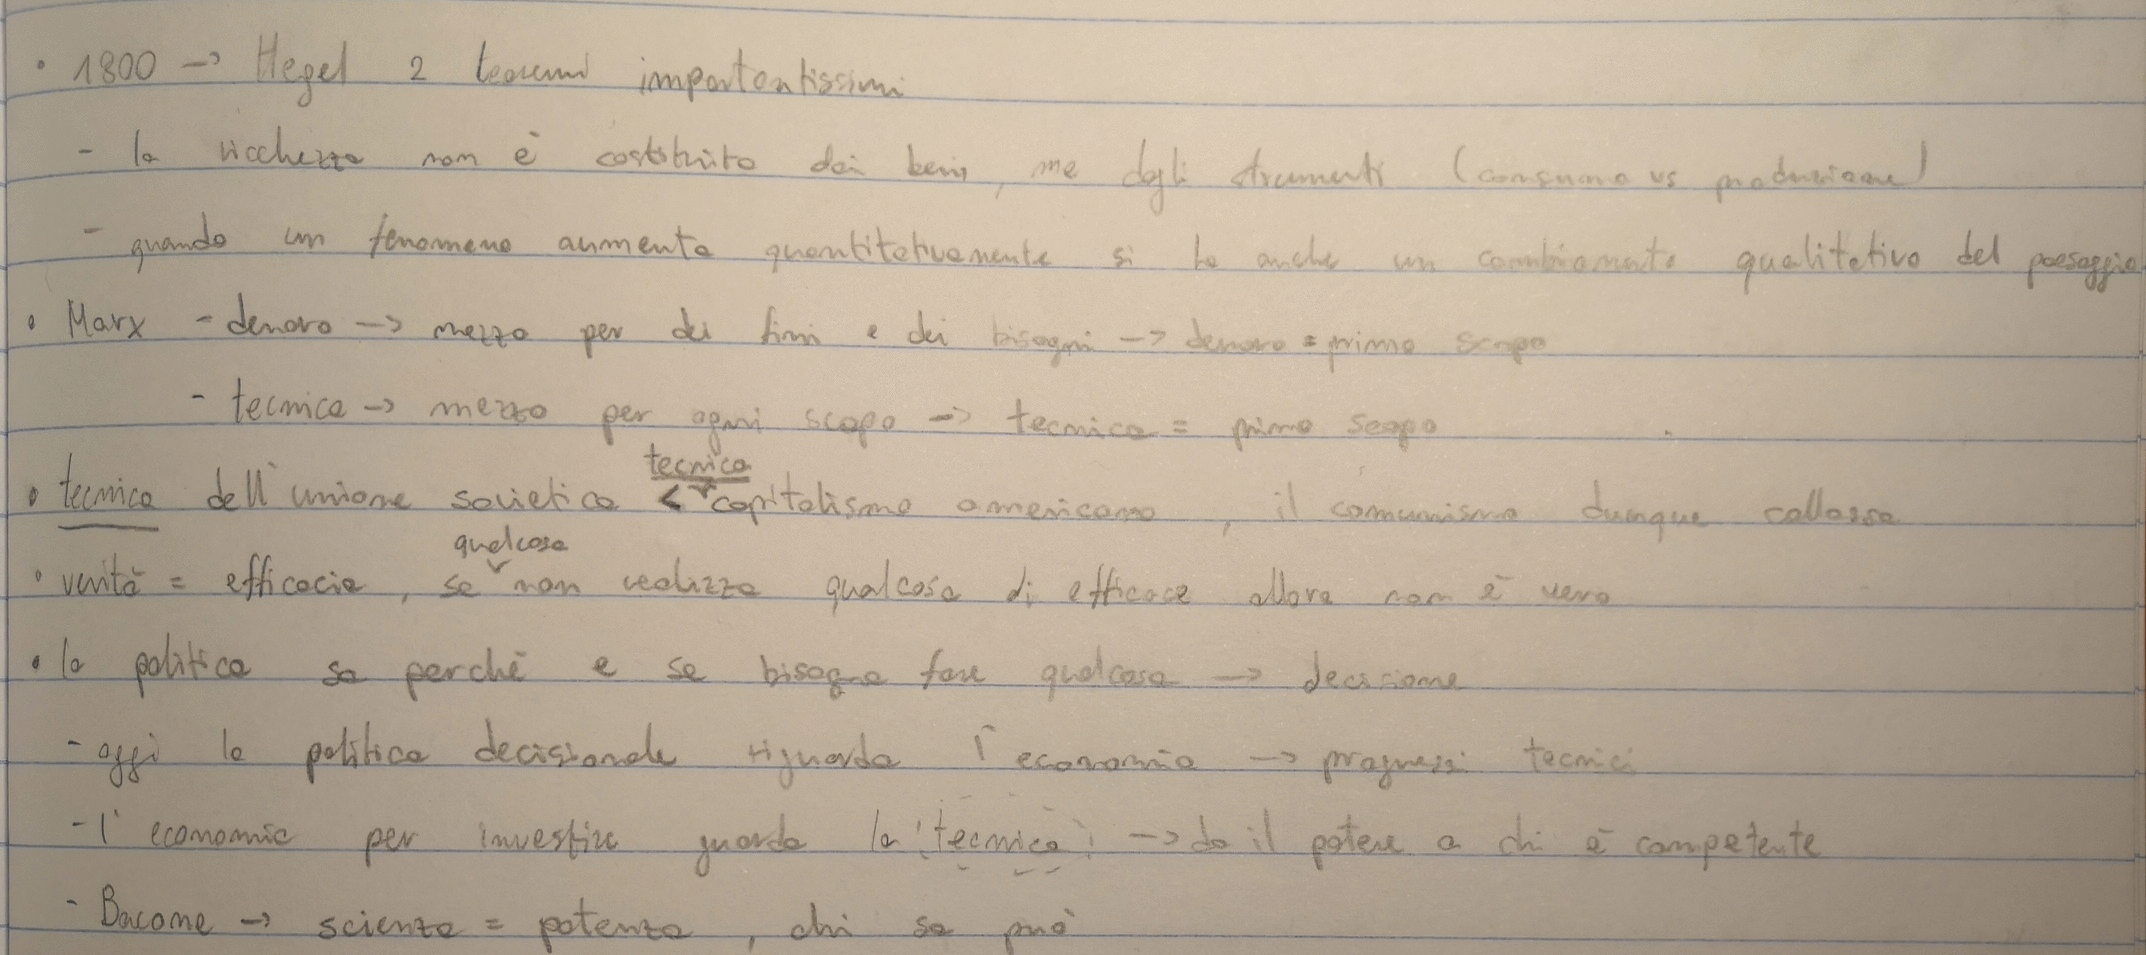 • 1800 -> Hegel 2 teoremi importantissimi
- la ricchezza non è costituita dai beni, ma dagli strumenti (consumo vs produzione)
- quando un fenomeno aumenta quantitativamente si ha anche un cambiamento qualitativo del paesaggio
• Marx - denaro -> mezzo per dei fini e dei bisogni -> denaro = primo scopo
- tecnica -> mezzo per ogni scopo -> tecnica = primo scopo
tecnica
• tecnica dell'unione sovietica < capitalismo americano, il comunismo dunque collassa
qualcosa
• verità = efficacia, se non realizza qualcosa di efficace allora non è vero
• la politica sa perché e se bisogna fare qualcosa -> decisione
- oggi la politica decisionale riguarda l'economia -> progressi tecnici
- l'economia per investire guarda la tecnica -> da il potere a chi è competente
- Bacone -> scienza = potenza, chi sa può